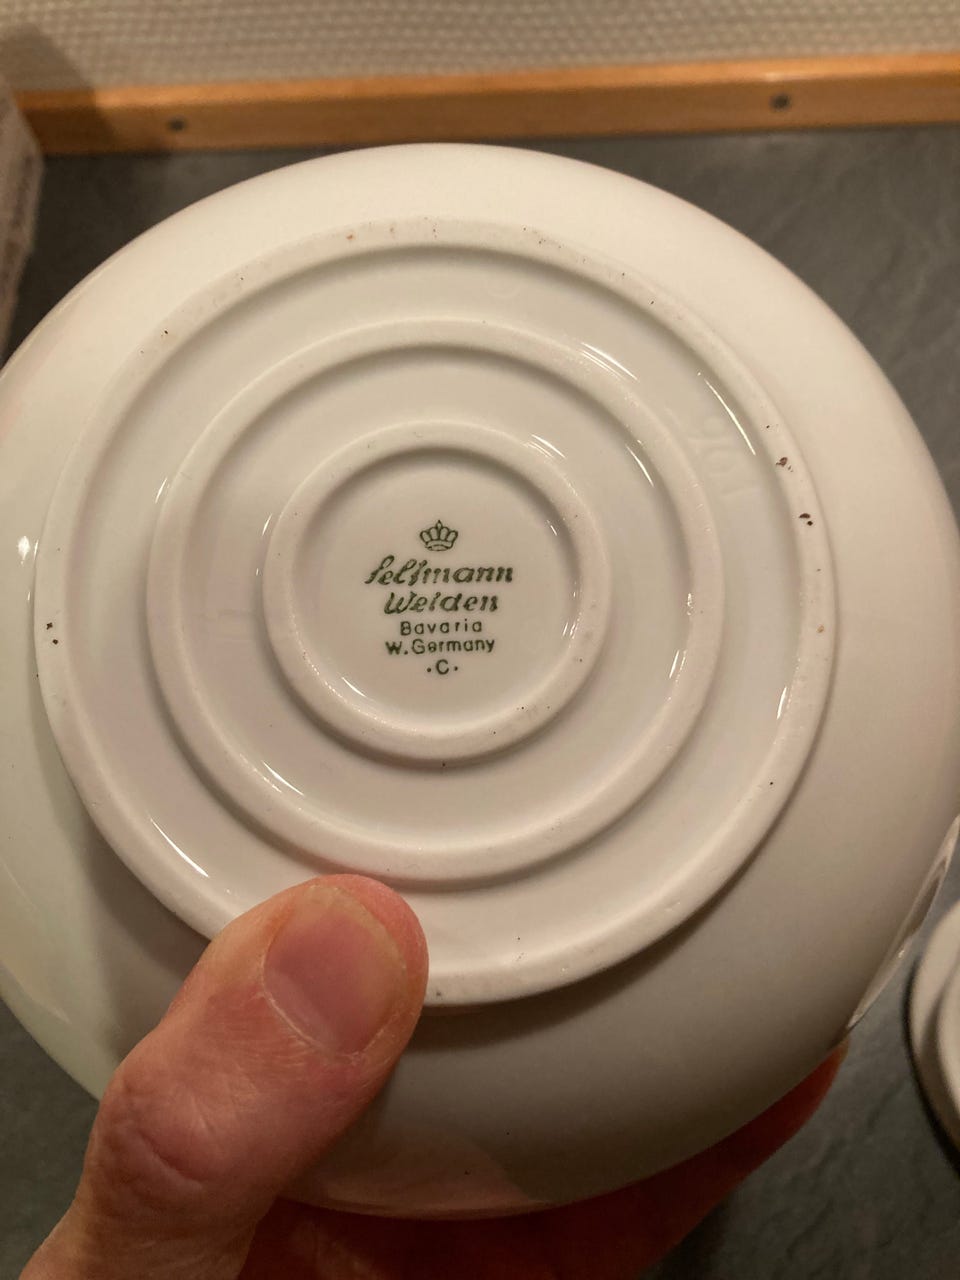 Seltmann
Weiden
Bavaria
W. Germany
.C.